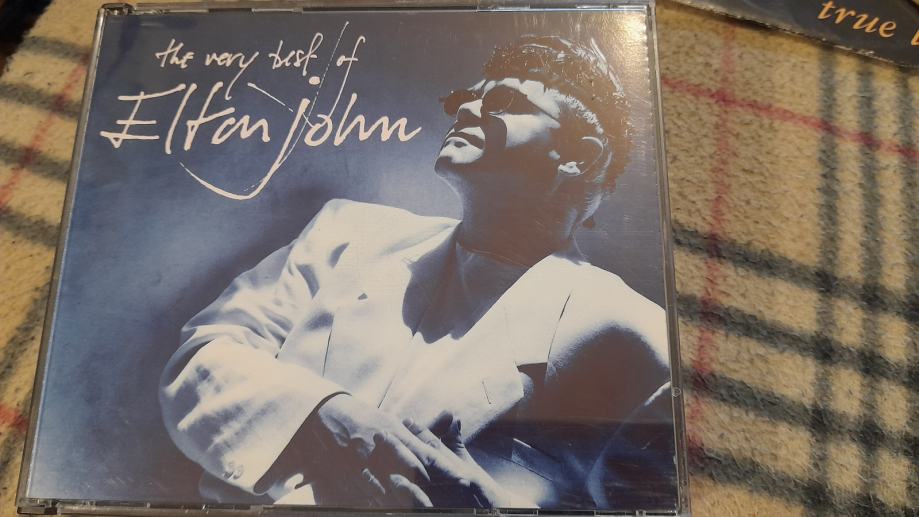 the very best of
Elton John
true